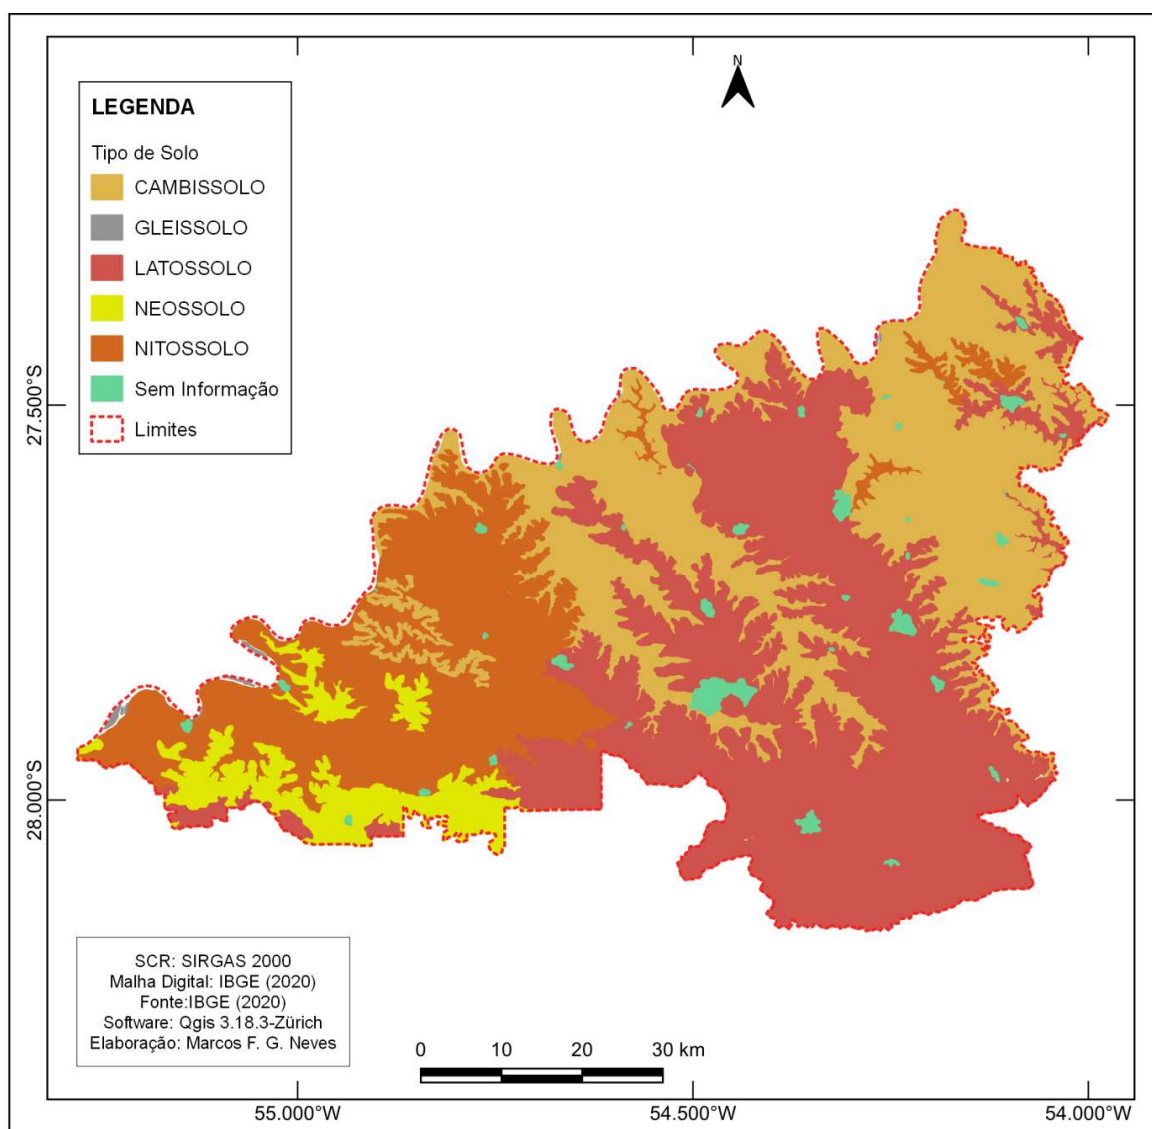 N
LEGENDA
Tipo de Solo
CAMBISSOLO
GLEISSOLO
LATOSSOLO
NEOSSOLO
NITOSSOLO
Sem Informação
Limites
27.500°S
28.000°S
SCR: SIRGAS 2000
Malha Digital: IBGE (2020)
Fonte:IBGE (2020)
Software: Qgis 3.18.3-Zürich
Elaboração: Marcos F. G. Neves
0 10 20 30 km
55.000°W 54.500°W 54.000°W